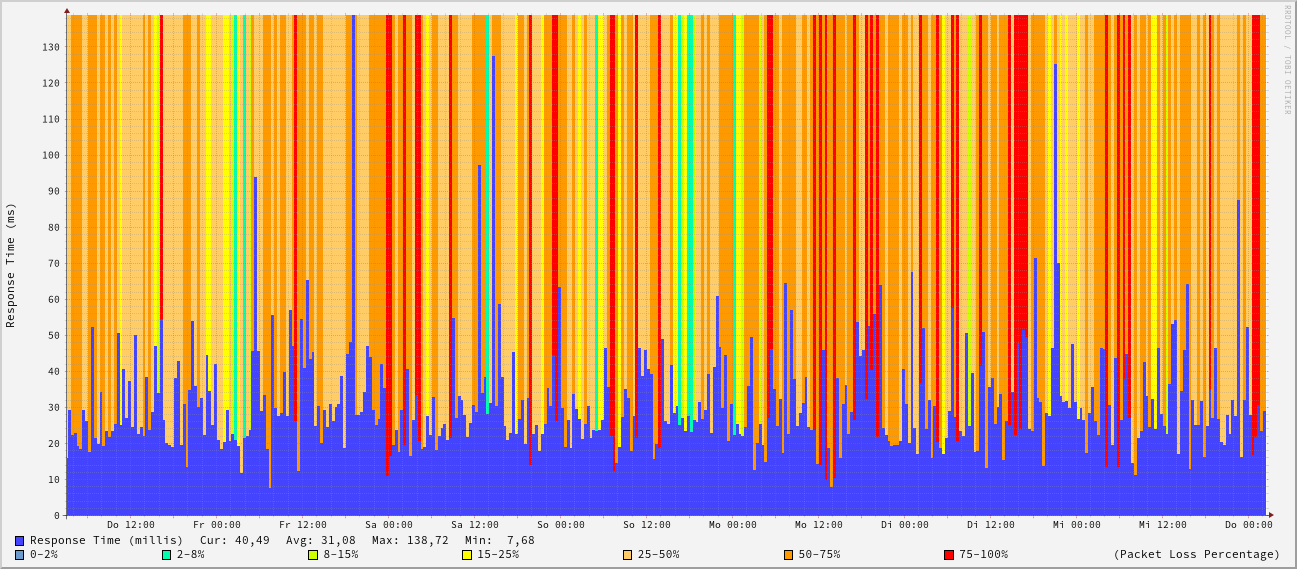 RRDTOOL / TOBI OETIKER
Response Time (ms)
130
120
110
100
90
80
70
60
50
40
30
20
10
0
Do 12:00 Fr 00:00 Fr 12:00 Sa 00:00 Sa 12:00 So 00:00 So 12:00 Mo 00:00 Mo 12:00 Di 00:00 Di 12:00 Mi 00:00 Mi 12:00 Do 00:00
Response Time (millis) Cur: 40,49 Avg: 31,08 Max: 138,72 Min: 7,68
0-2% 2-8% 8-15% 15-25% 25-50% 50-75% 75-100% (Packet Loss Percentage)